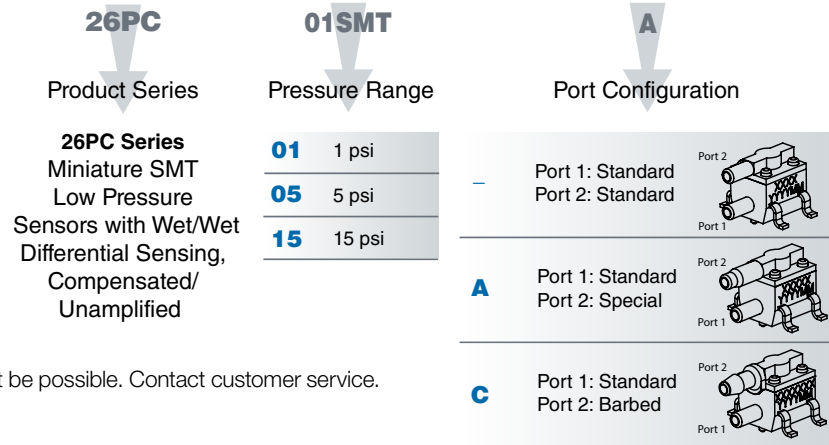 26PC 01SMT A
Product Series Pressure Range Port Configuration
26PC Series
Miniature SMT
Low Pressure
Sensors with Wet/Wet
Differential Sensing,
Compensated/
Unamplified
01 1 psi
05 5 psi
15 15 psi
_ Port 1: Standard
Port 2: Standard
Port 2
XXXX
YYYYMM
Port 1
A Port 1: Standard
Port 2: Special
Port 2
Port 1
C Port 1: Standard
Port 2: Barbed
Port 2
Port 1
be possible. Contact customer service.